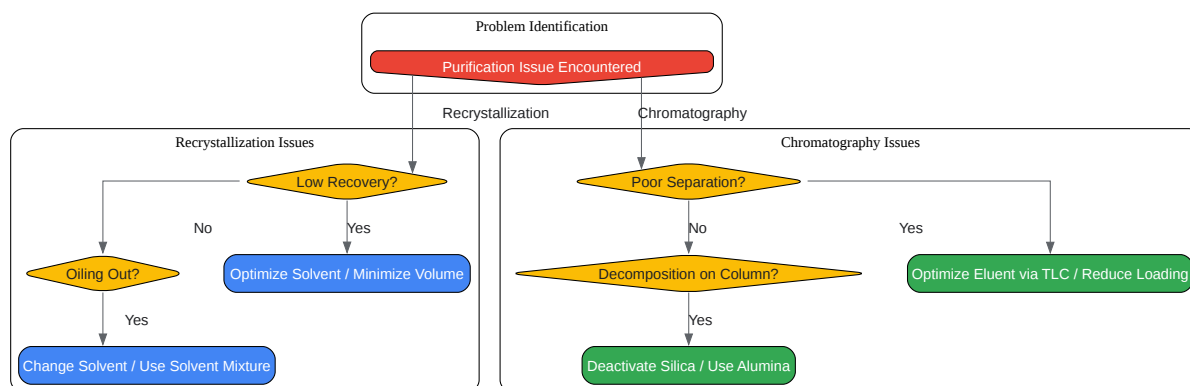 Problem Identification
Purification Issue Encountered
Recrystallization
Chromatography
Recrystallization Issues
Chromatography Issues
Low Recovery?
Poor Separation?
No
Yes
No
Yes
Oiling Out?
Optimize Solvent / Minimize Volume
Decomposition on Column?
Optimize Eluent via TLC / Reduce Loading
Yes
Yes
Change Solvent / Use Solvent Mixture
Deactivate Silica / Use Alumina